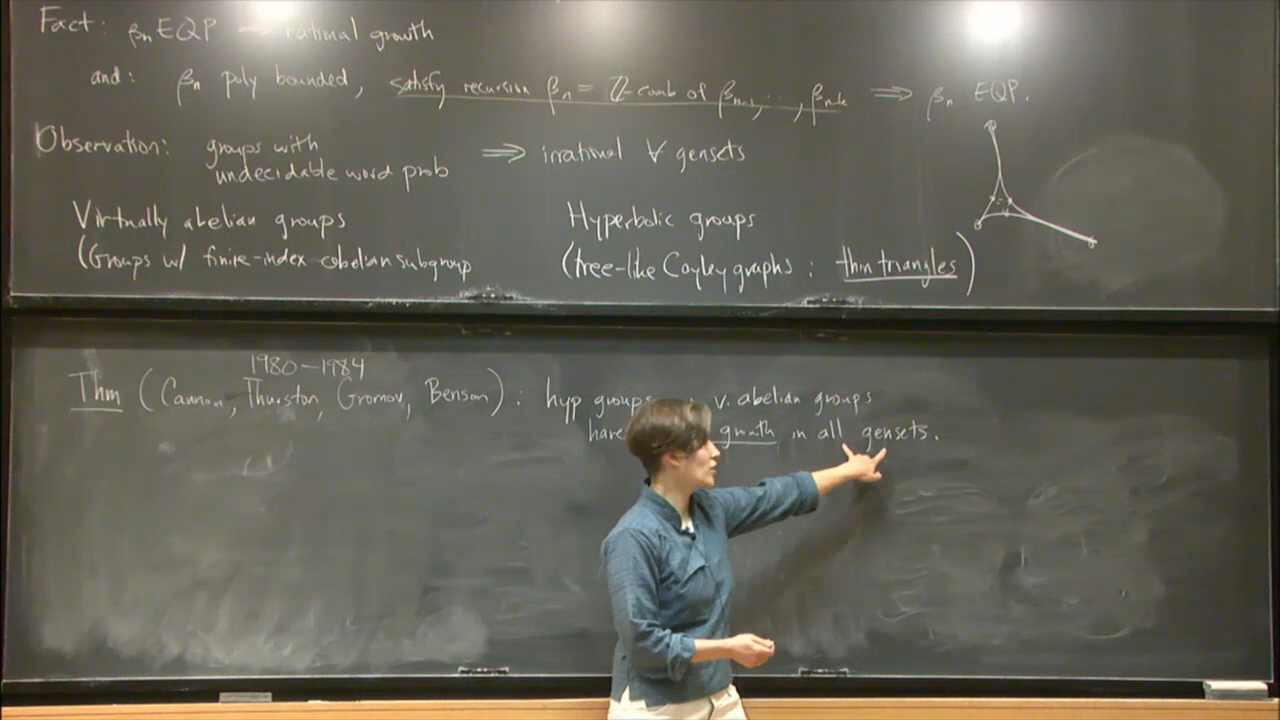 Fact: βₙ EQP → rational growth
and: βₙ poly bounded, satisfy recursion βₙ = ℤ-comb of βₙ₋₁, ..., βₙ₋ₖ ⟹ βₙ EQP.
Observation: groups with undecidable word prob ⟹ irrational ∀ gensets
Virtually abelian groups
(Groups w/ finite-index abelian subgroup
Hyperbolic groups
(tree-like Cayley graphs : thin triangles)
1980–1984
Thm (Cannon, Thurston, Gromov, Benson): hyp groups v. abelian groups
have growth in all gensets.